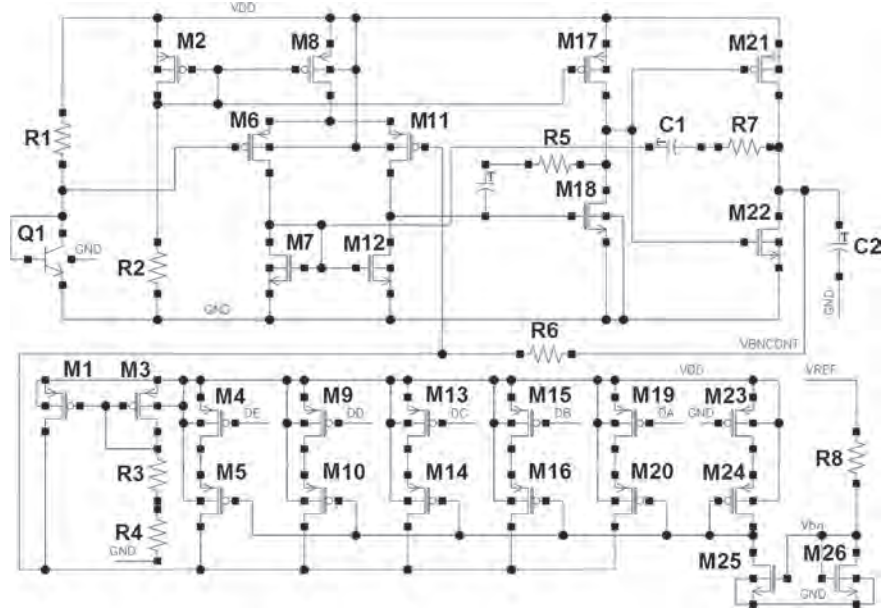 VDD
M2
M8
M17
M21
R1
M6
M11
R5
C1
R7
M18
Q1
GND
R2
M7
M12
M22
C2
GND
GND
R6
VBNCONT
M1
M3
VDD
VREF
M4
M9
M13
M15
M19
M23
DE
DD
DC
DB
DA
GND
M5
M10
M14
M16
M20
M24
R8
R3
R4
GND
Vbn
M25
M26
GND